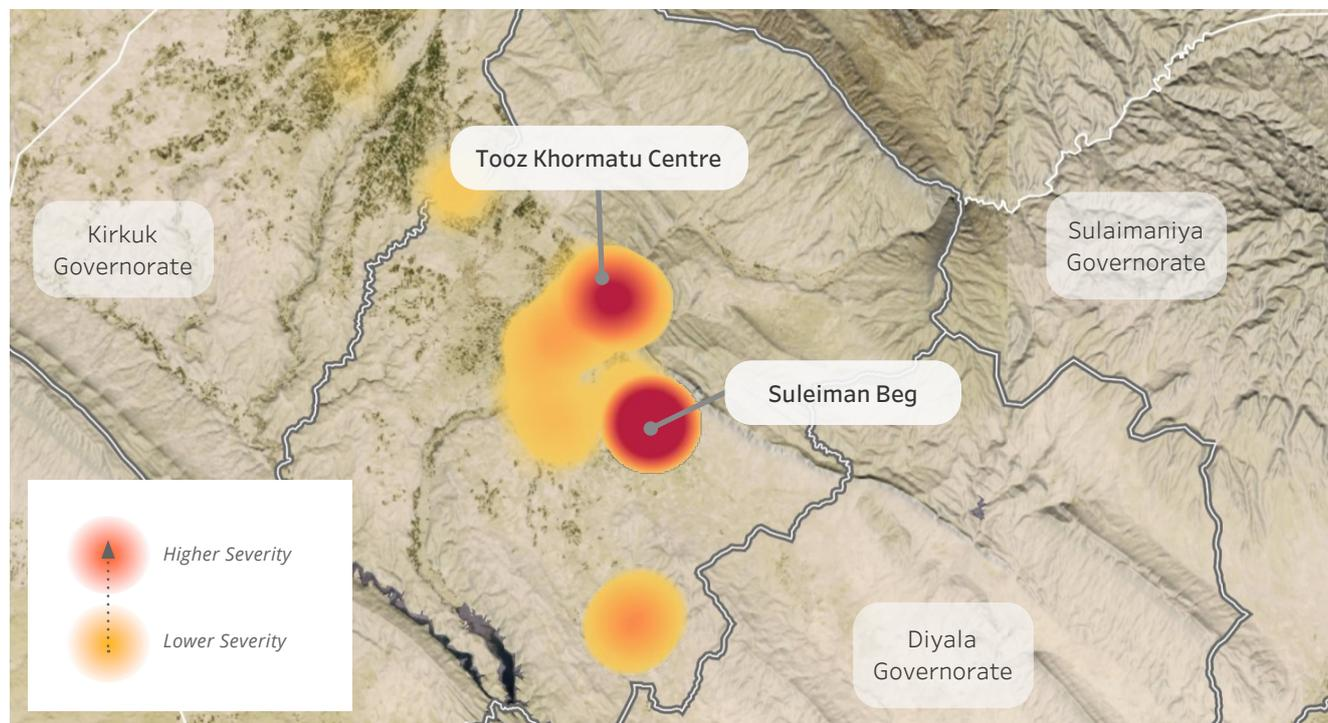 Tooz Khormatu Centre
Kirkuk
Governorate
Sulaimaniya
Governorate
Suleiman Beg
Higher Severity
Lower Severity
Diyala
Governorate